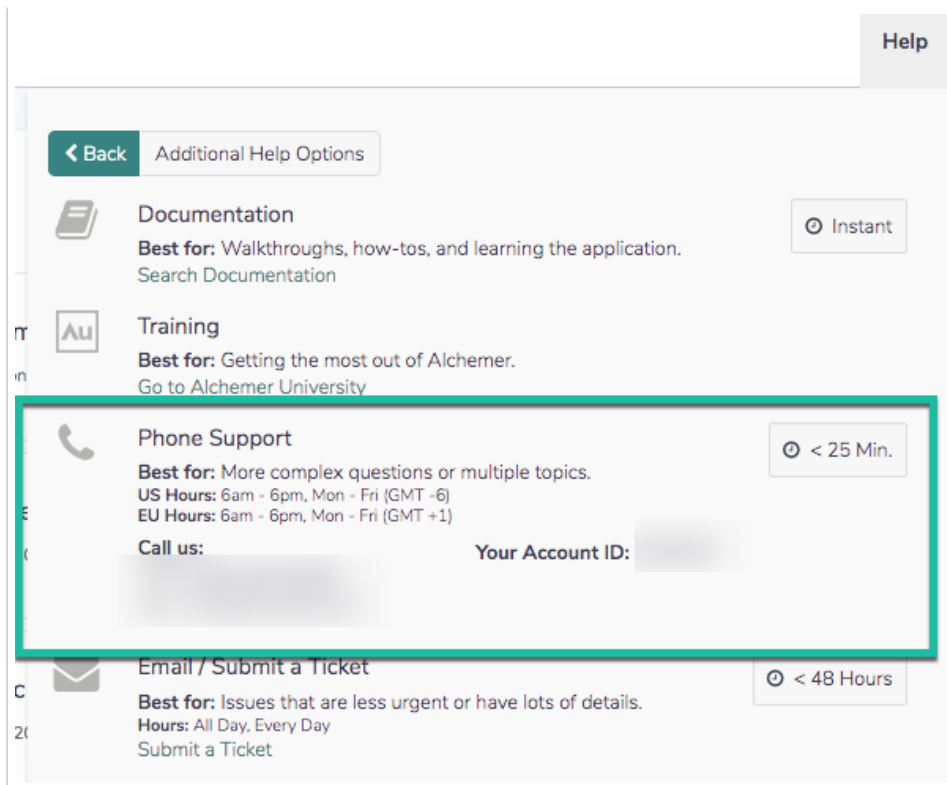 Help
Back
Additional Help Options
Documentation
Instant
Best for: Walkthroughs, how-tos, and learning the application.
Search Documentation
Au
Training
Best for: Getting the most out of Alchemer.
Go to Alchemer University
Phone Support
< 25 Min.
Best for: More complex questions or multiple topics.
US Hours: 6am - 6pm, Mon - Fri (GMT -6)
EU Hours: 6am - 6pm, Mon - Fri (GMT +1)
Call us:
Your Account ID:
Email / Submit a Ticket
< 48 Hours
Best for: Issues that are less urgent or have lots of details.
Hours: All Day, Every Day
Submit a Ticket